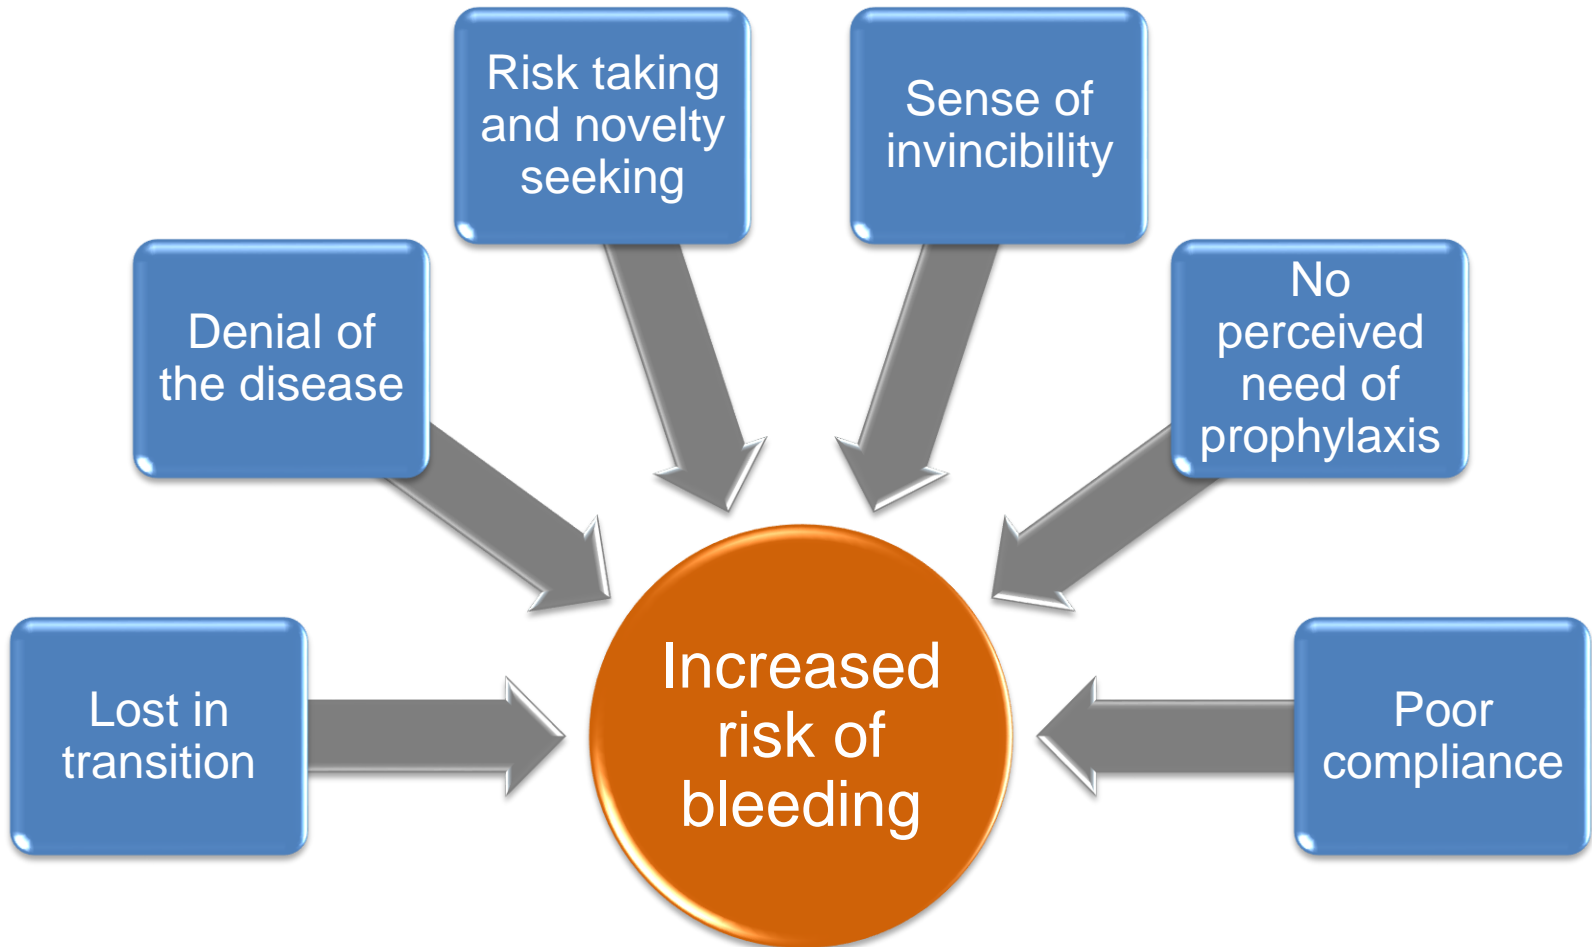 Risk taking
and novelty
seeking
Sense of
invincibility
Denial of
the disease
No
perceived
need of
prophylaxis
Lost in
transition
Increased
risk of
bleeding
Poor
compliance